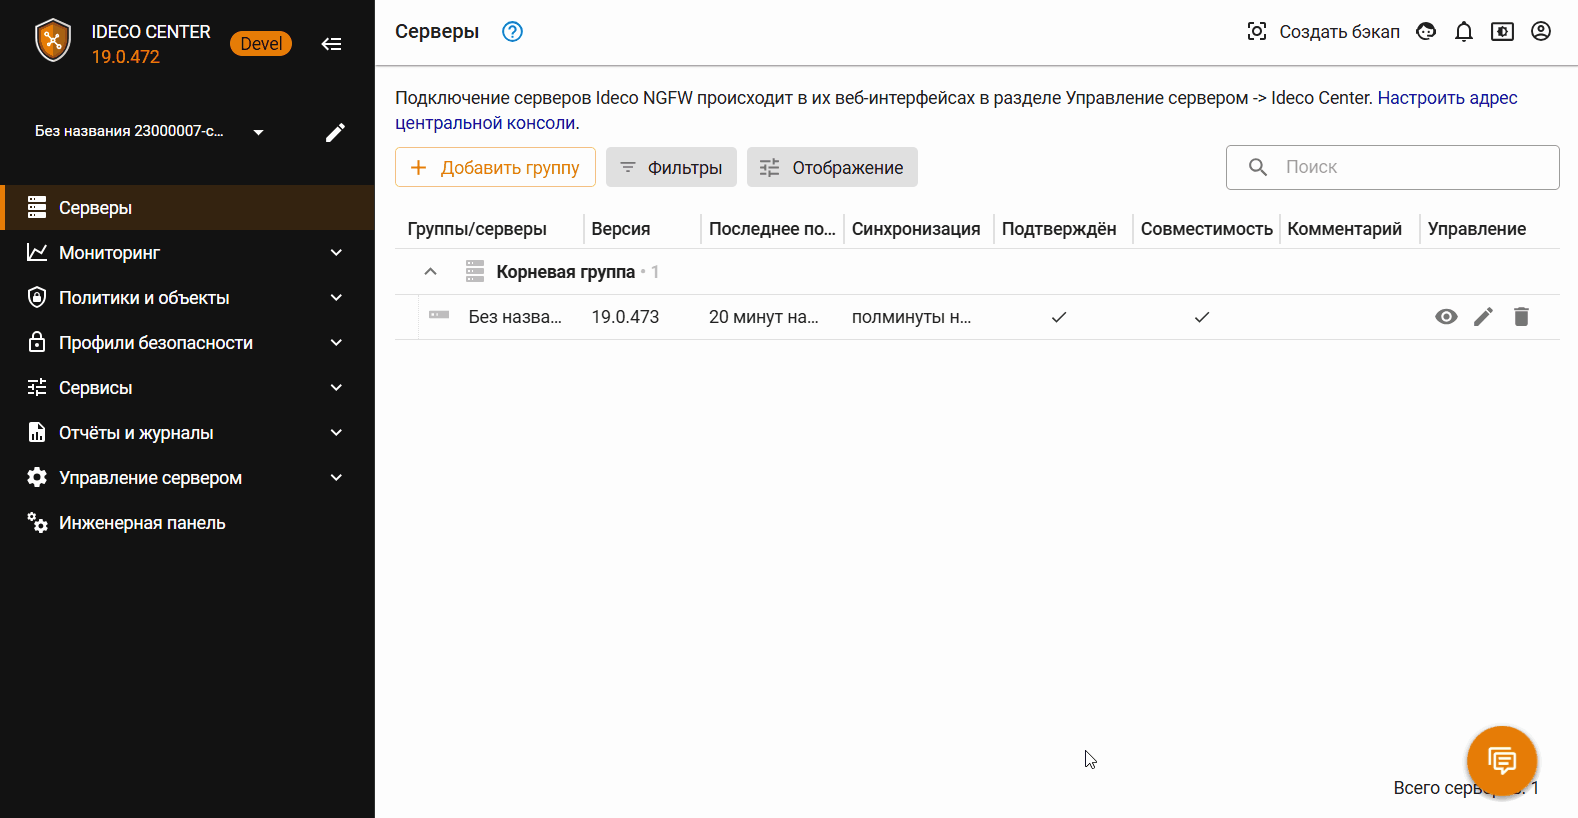 IDECO CENTER
19.0.472
Devel
Без названия 23000007-c...
Серверы
Мониторинг
Политики и объекты
Профили безопасности
Сервисы
Отчёты и журналы
Управление сервером
Инженерная панель
Серверы
Создать бэкап
Подключение серверов Ideco NGFW происходит в их веб-интерфейсах в разделе Управление сервером -> Ideco Center. Настроить адрес
центральной консоли.
Добавить группу
Фильтры
Отображение
Поиск
Группы/серверы Версия Последнее по... Синхронизация Подтверждён Совместимость Комментарий Управление
Корневая группа • 1
Без назва... 19.0.473 20 минут на... полминуты н...
Всего 1